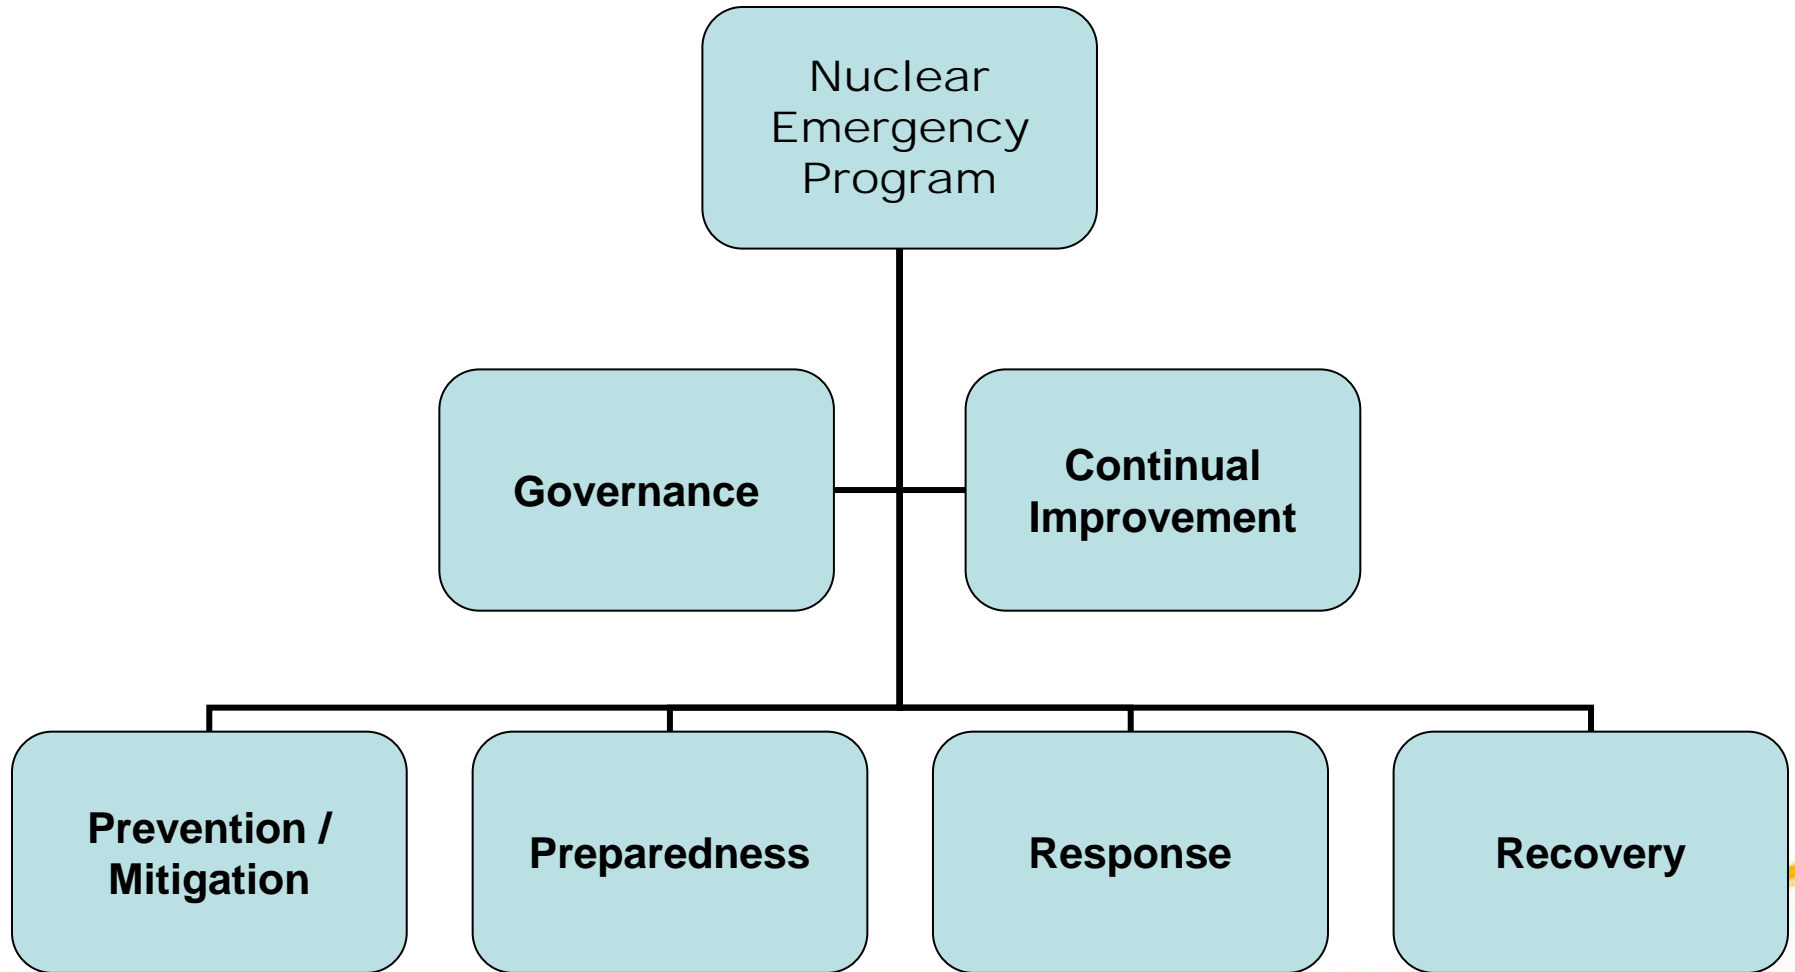 Nuclear
Emergency
Program
Governance
Continual
Improvement
Prevention /
Mitigation
Preparedness
Response
Recovery